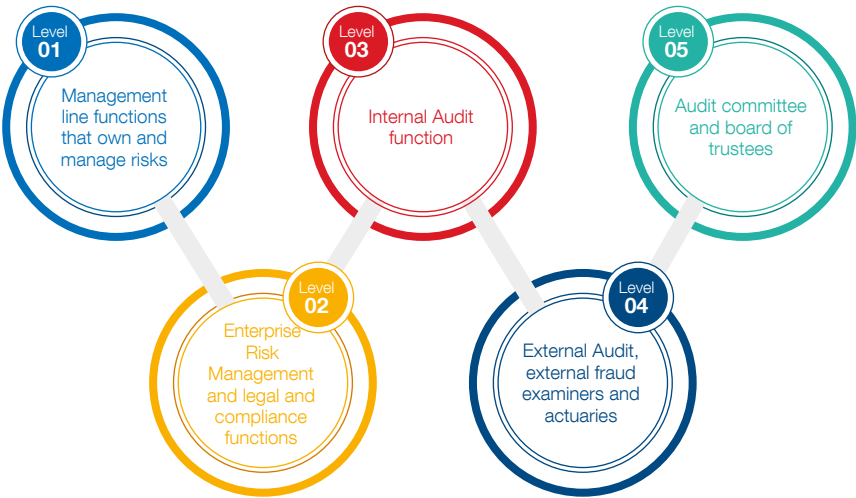 Level
01
Management
line functions
that own and
manage risks
Level
02
Enterprise
Risk
Management
and legal and
compliance
functions
Level
03
Internal Audit
function
Level
04
External Audit,
external fraud
examiners and
actuaries
Level
05
Audit committee
and board of
trustees